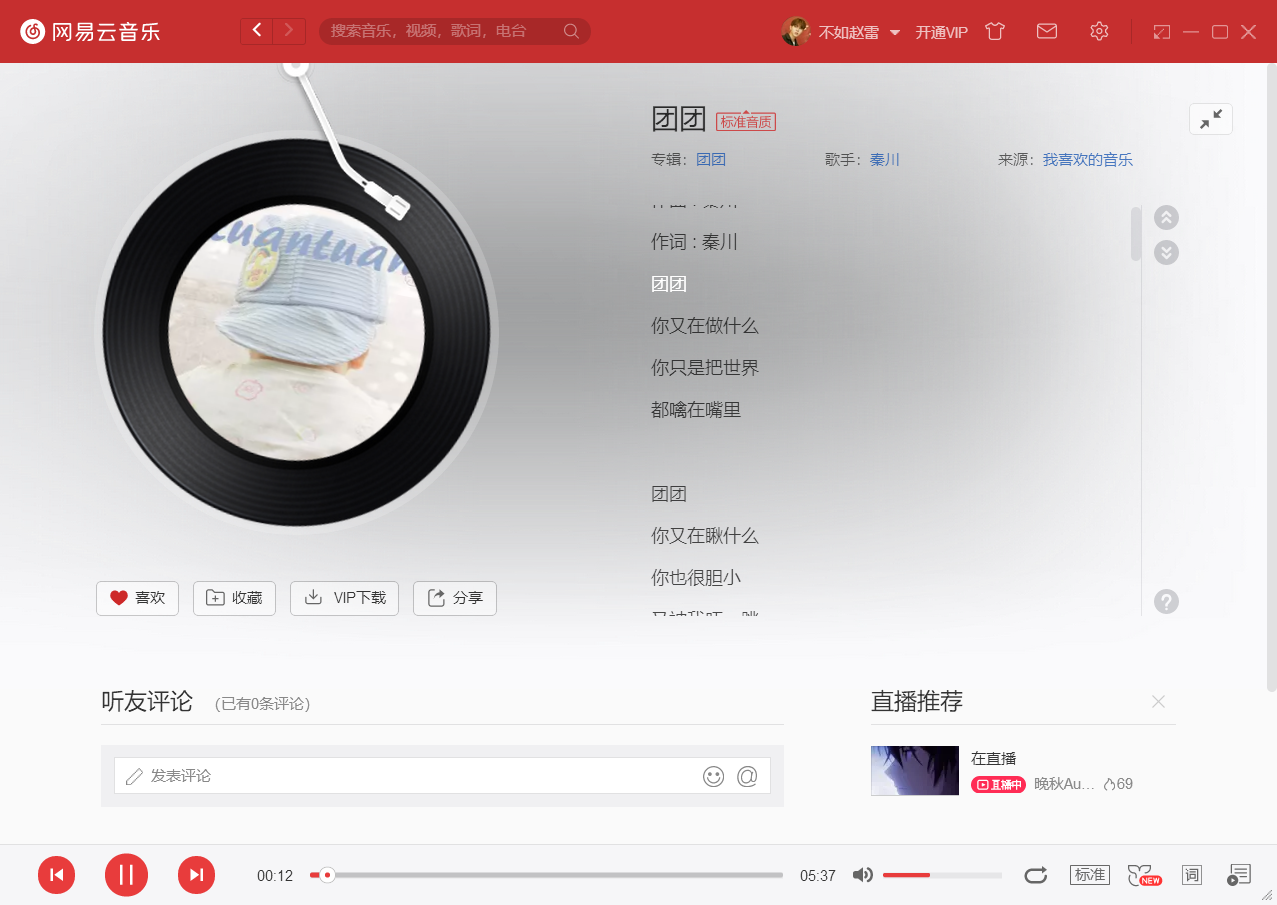 网易云音乐
搜索音乐，视频，歌词，电台
不如赵雷
开通VIP
团团
标准音质
专辑：团团
歌手：秦川
来源：我喜欢的音乐
作词 : 秦川
团团
你又在做什么
你只是把世界
都噙在嘴里
团团
你又在瞅什么
你也很胆小
tuantuan
喜欢
收藏
VIP下载
分享
听友评论 (已有0条评论)
发表评论
直播推荐
在直播
直播中 晚秋Au... 69
00:12
05:37
标准
NEW
词